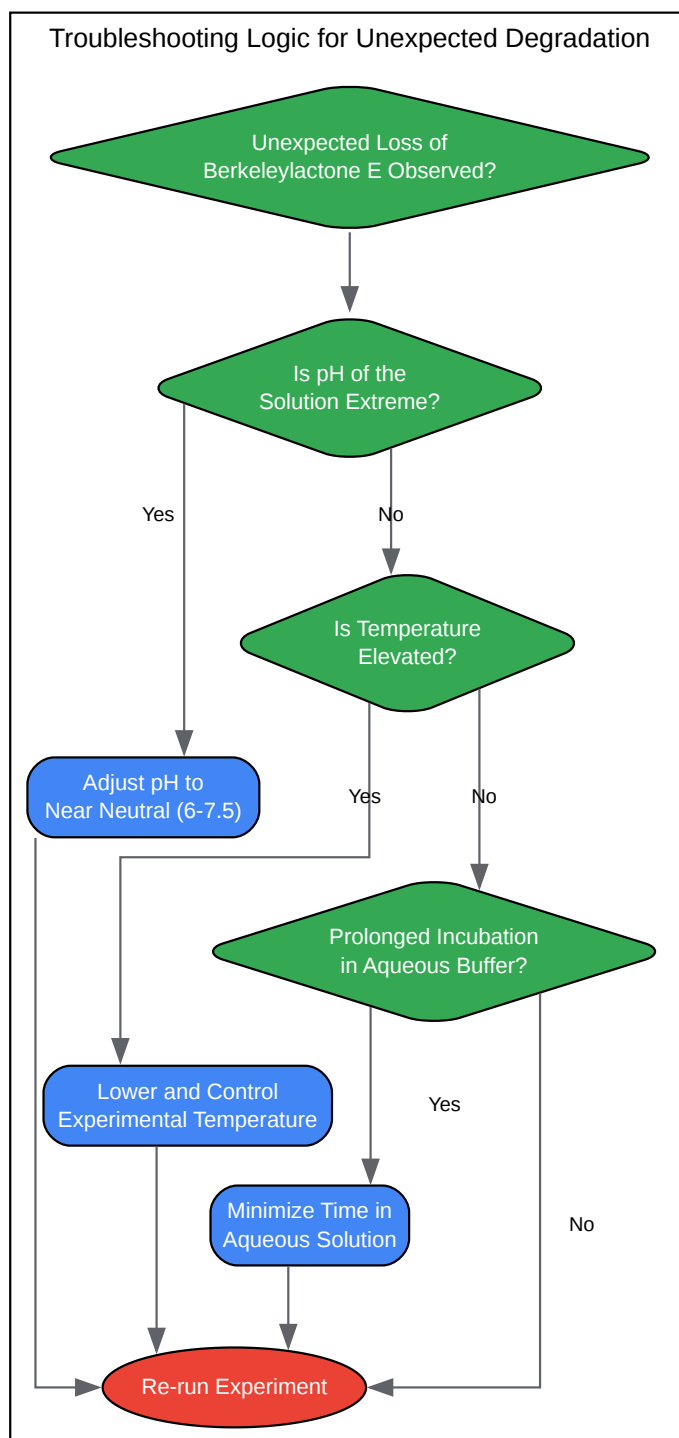 Troubleshooting Logic for Unexpected Degradation
Unexpected Loss of
Berkeleylactone E Observed?
Is pH of the
Solution Extreme?
Yes
No
Is Temperature
Elevated?
Adjust pH to
Near Neutral (6-7.5)
Yes
No
Prolonged Incubation
in Aqueous Buffer?
Lower and Control
Experimental Temperature
Yes
Minimize Time in
Aqueous Solution
No
Re-run Experiment